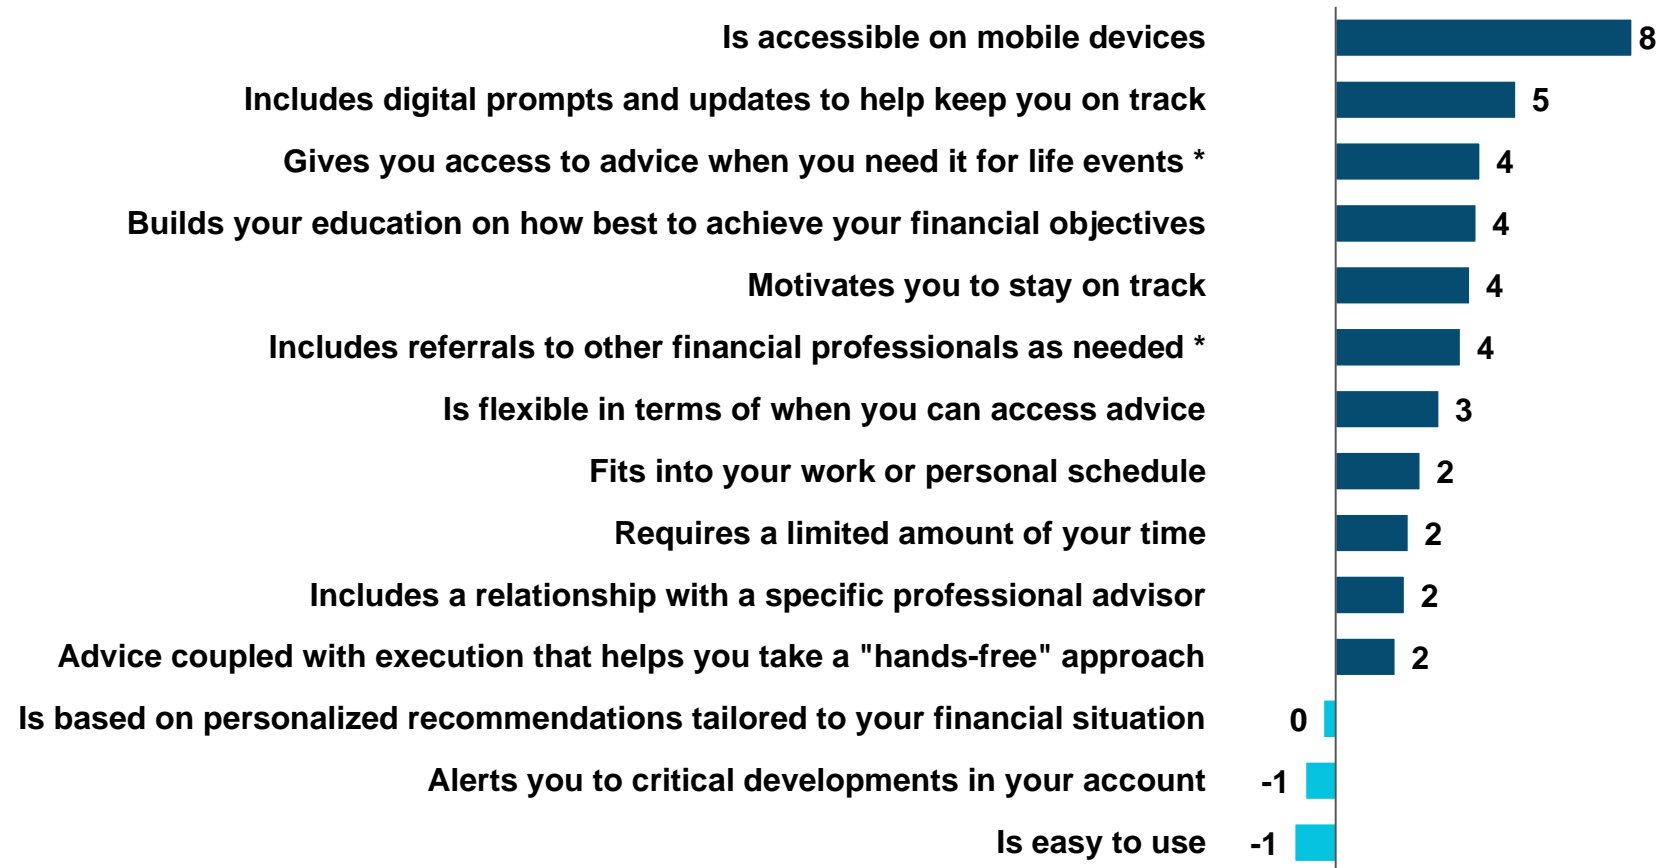 Is accessible on mobile devices 8
Includes digital prompts and updates to help keep you on track 5
Gives you access to advice when you need it for life events * 4
Builds your education on how best to achieve your financial objectives 4
Motivates you to stay on track 4
Includes referrals to other financial professionals as needed * 4
Is flexible in terms of when you can access advice 3
Fits into your work or personal schedule 2
Requires a limited amount of your time 2
Includes a relationship with a specific professional advisor 2
Advice coupled with execution that helps you take a "hands-free" approach 2
Is based on personalized recommendations tailored to your financial situation 0
Alerts you to critical developments in your account -1
Is easy to use -1